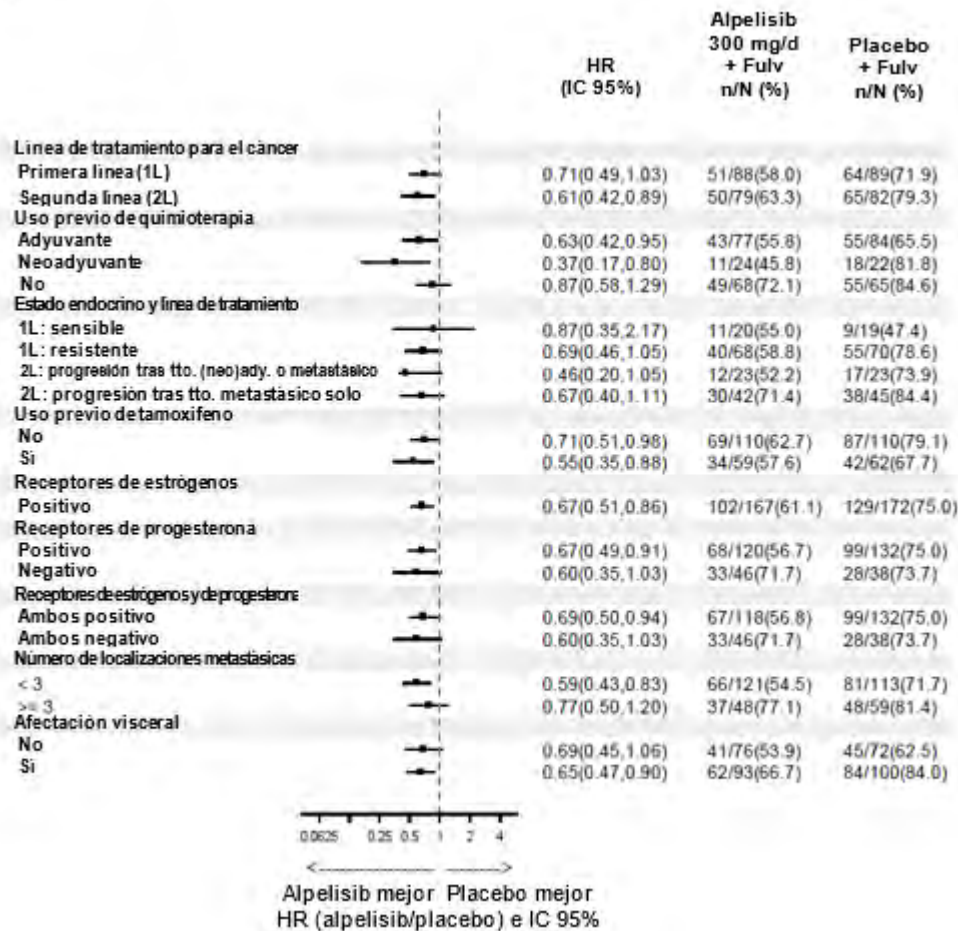 HR
(IC 95%)
Alpelisib
300 mg/d
+ Fulv
n/N (%)
Placebo
+ Fulv
n/N (%)
Linea de tratamiento para el càncer
Primera linea (1L) 0.71(0.49,1.03) 51/88(58.0) 64/89(71.9)
Segunda linea (2L) 0.61(0.42,0.89) 50/79(63.3) 65/82(79.3)
Uso previo de quimioterapia
Adyuvante 0.63(0.42,0.95) 43/77(55.8) 55/84(65.5)
Neoadyuvante 0.37(0.17,0.80) 11/24(45.8) 18/22(81.8)
No 0.87(0.58,1.29) 49/68(72.1) 55/65(84.6)
Estado endocrino y linea de tratamiento
1L: sensible 0.87(0.35,2.17) 11/20(55.0) 9/19(47.4)
1L: resistente 0.69(0.46,1.05) 40/68(58.8) 55/70(78.6)
2L: progresión tras tto. (neo)ady. o metastásico 0.46(0.20,1.05) 12/23(52.2) 17/23(73.9)
2L: progresión tras tto. metastásico solo 0.67(0.40,1.11) 30/42(71.4) 38/45(84.4)
Uso previo de tamoxifeno
No 0.71(0.51,0.98) 69/110(62.7) 87/110(79.1)
Si 0.55(0.35,0.88) 34/59(57.6) 42/62(67.7)
Receptores de estrógenos
Positivo 0.67(0.51,0.86) 102/167(61.1) 129/172(75.0)
Receptores de progesterona
Positivo 0.67(0.49,0.91) 68/120(56.7) 99/132(75.0)
Negativo 0.60(0.35,1.03) 33/46(71.7) 28/38(73.7)
Receptores de estrógenos y de progesterona
Ambos positivo 0.69(0.50,0.94) 67/118(56.8) 99/132(75.0)
Ambos negativo 0.60(0.35,1.03) 33/46(71.7) 28/38(73.7)
Número de localizaciones metastásicas
< 3 0.59(0.43,0.83) 66/121(54.5) 81/113(71.7)
>= 3 0.77(0.50,1.20) 37/48(77.1) 48/59(81.4)
Afectación visceral
No 0.69(0.45,1.06) 41/76(53.9) 45/72(62.5)
Si 0.65(0.47,0.90) 62/93(66.7) 84/100(84.0)
0.0625 0.25 0.5 1 2 4
Alpelisib mejor Placebo mejor
HR (alpelisib/placebo) e IC 95%